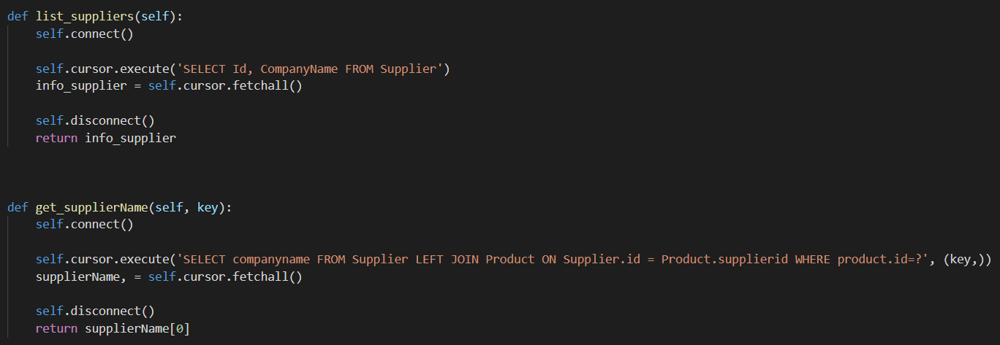 def list_suppliers(self):
    self.connect()
    self.cursor.execute('SELECT Id, CompanyName FROM Supplier')
    info_supplier = self.cursor.fetchall()
    self.disconnect()
    return info_supplier
def get_supplierName(self, key):
    self.connect()
    self.cursor.execute('SELECT companyname FROM Supplier LEFT JOIN Product ON Supplier.id = Product.supplierid WHERE product.id=?', (key,))
    supplierName, = self.cursor.fetchall()
    self.disconnect()
    return supplierName[0]